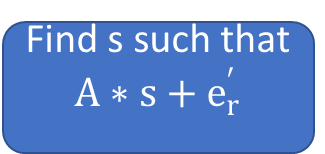 Find s such that
A * s + e′ᵣ